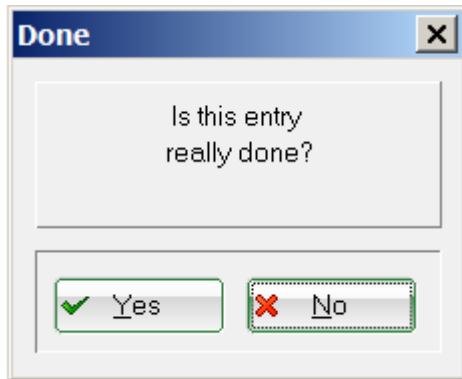 Done
Is this entry
really done?
Yes
No